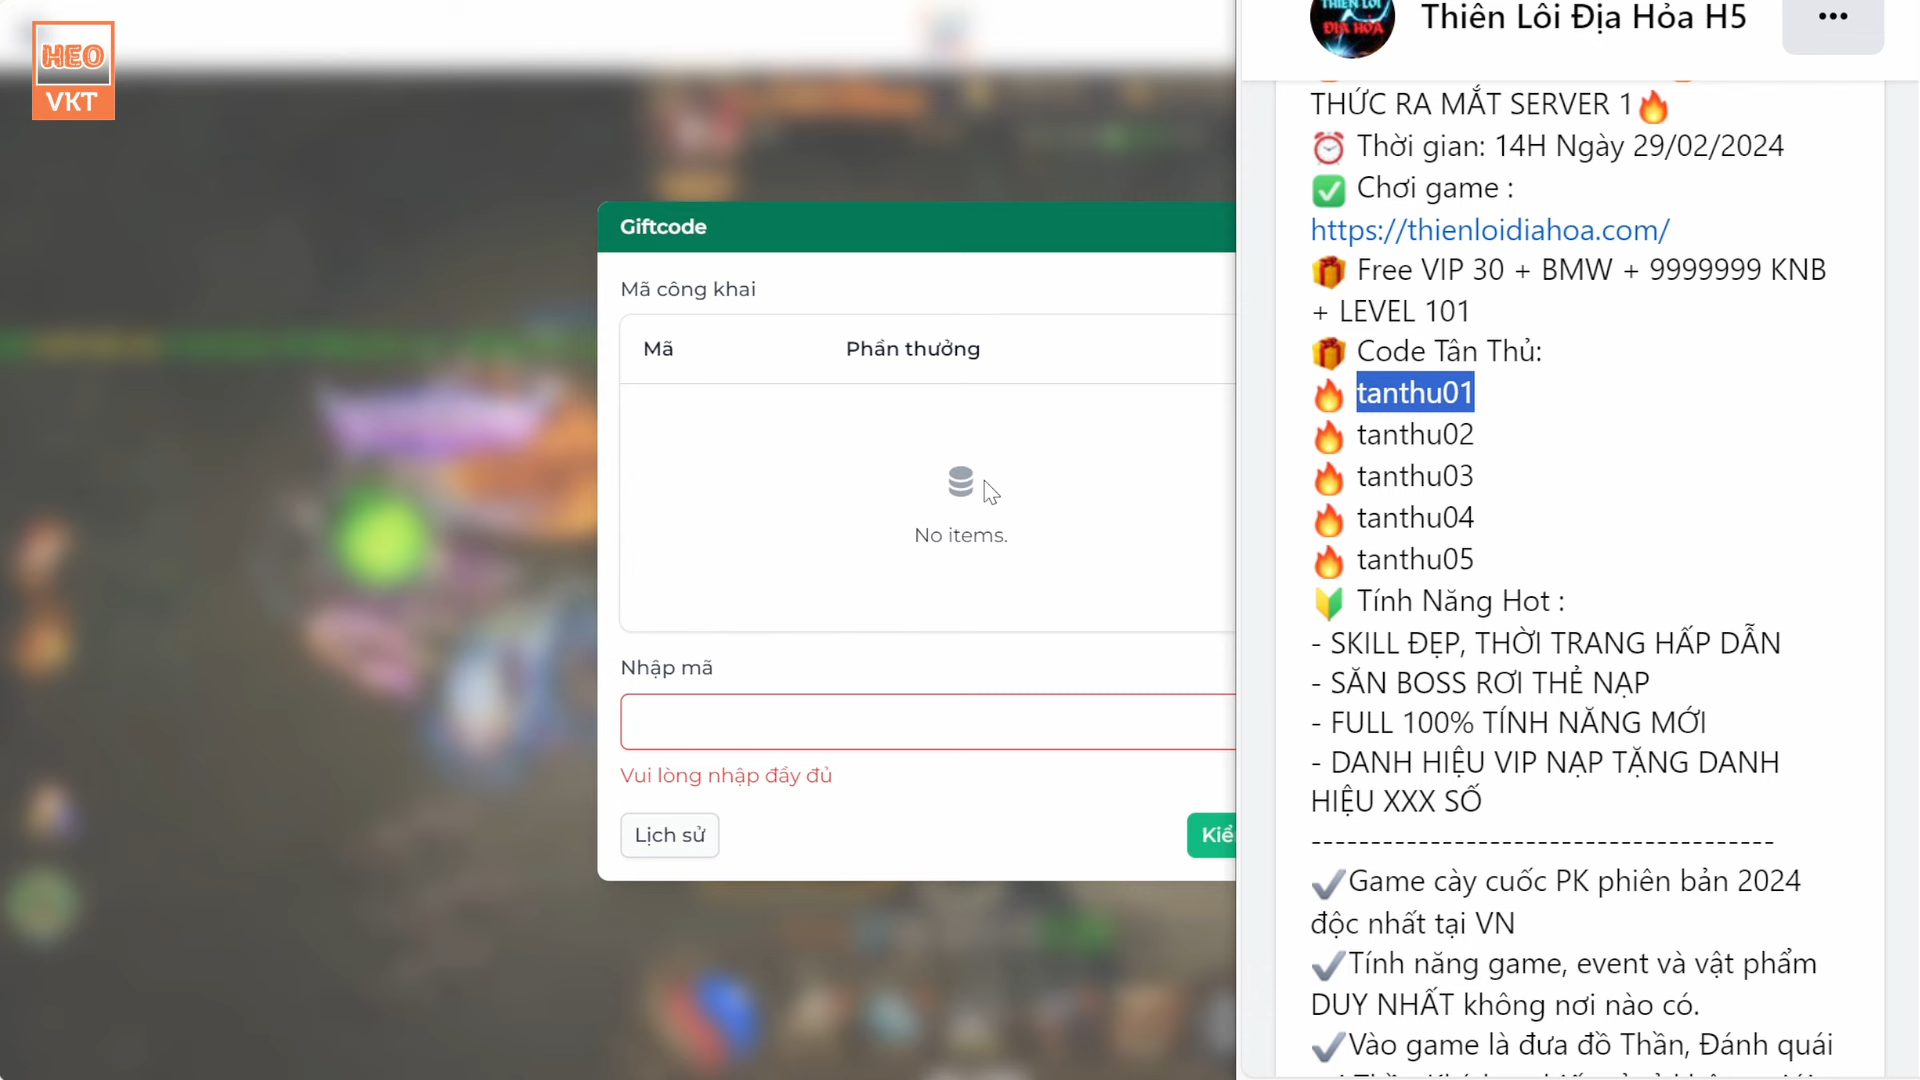 HEO
VKT
Giftcode
Mã công khai
Mã
Phần thưởng
No items.
Nhập mã
Vui lòng nhập đầy đủ
Lịch sử
THIÊN LÔI
ĐỊA HỎA
Thiên Lôi Địa Hỏa H5
THỨC RA MẮT SERVER 1🔥
⏰ Thời gian: 14H Ngày 29/02/2024
✅ Chơi game :
https://thienloidiahoa.com/
🎁 Free VIP 30 + BMW + 9999999 KNB
+ LEVEL 101
🎁 Code Tân Thủ:
🔥 tanthu01
🔥 tanthu02
🔥 tanthu03
🔥 tanthu04
🔥 tanthu05
🔰 Tính Năng Hot :
- SKILL ĐẸP, THỜI TRANG HẤP DẪN
- SĂN BOSS RƠI THẺ NẠP
- FULL 100% TÍNH NĂNG MỚI
- DANH HIỆU VIP NẠP TẶNG DANH
HIỆU XXX SỐ
---------------------------------------
✔Game cày cuốc PK phiên bản 2024
độc nhất tại VN
✔Tính năng game, event và vật phẩm
DUY NHẤT không nơi nào có.
✔Vào game là đưa đồ Thần, Đánh quái